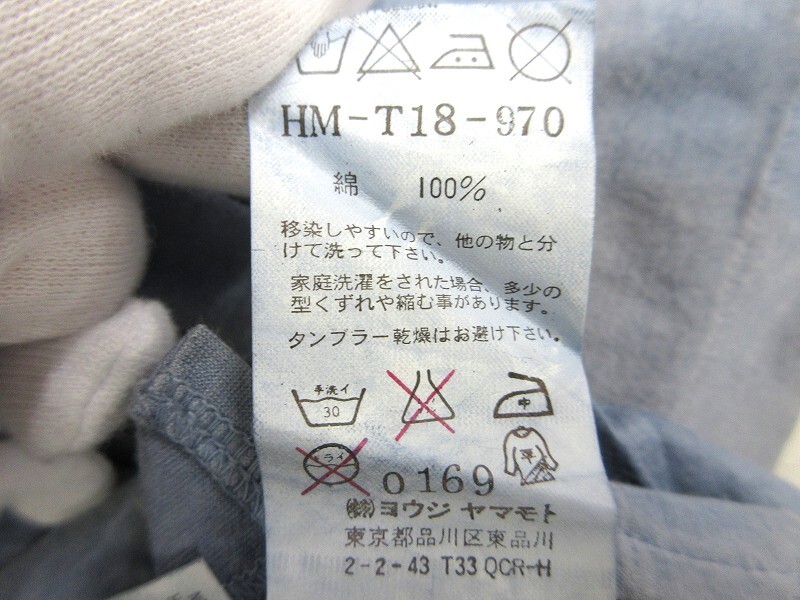 HM-T18-970
綿 100%
移染しやすいので、他の物と分
けて洗って下さい。
家庭洗濯をされた場合、多少の
型くずれや縮む事があります。
タンブラー乾燥はお避け下さい。
手洗イ
30
中
平
ドライ
O169
㈱ヨウジ ヤマモト
東京都品川区東品川
2-2-43 T33 QCR-H